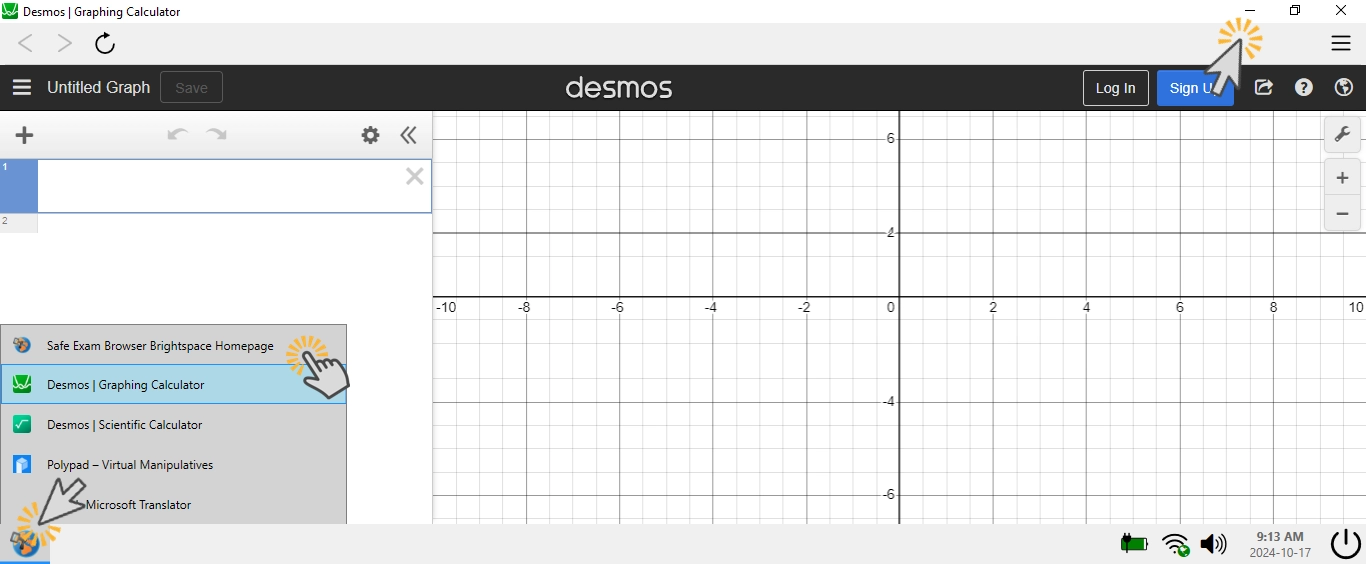 Desmos | Graphing Calculator
Untitled Graph Save desmos Log In Sign U
1
2
6
4
-10 -8 -6 -4 -2 0 2 4 6 8 10
-4
-6
Safe Exam Browser Brightspace Homepage
Desmos | Graphing Calculator
Desmos | Scientific Calculator
Polypad – Virtual Manipulatives
Microsoft Translator
9:13 AM
2024-10-17